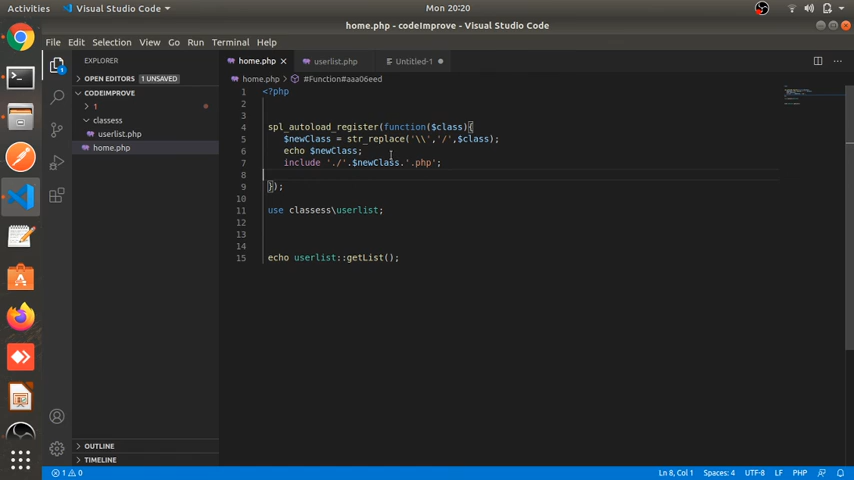 Activities
Visual Studio Code
Mon 20:20
home.php - codeImprove - Visual Studio Code
File Edit Selection View Go Run Terminal Help
EXPLORER
home.php
userlist.php
Untitled-1
OPEN EDITORS 1 UNSAVED
home.php > #Function#aaa06eed
CODEIMPROVE
1
classess
userlist.php
home.php
1 <?php
2
3
4 spl_autoload_register(function($class){
5 $newClass = str_replace('\\','/',$class);
6 echo $newClass;
7 include './'.$newClass.'.php';
8
9 });
10
11 use classess\userlist;
12
13
14
15 echo userlist::getList();
OUTLINE
TIMELINE
1 0
Ln 8, Col 1 Spaces: 4 UTF-8 LF PHP